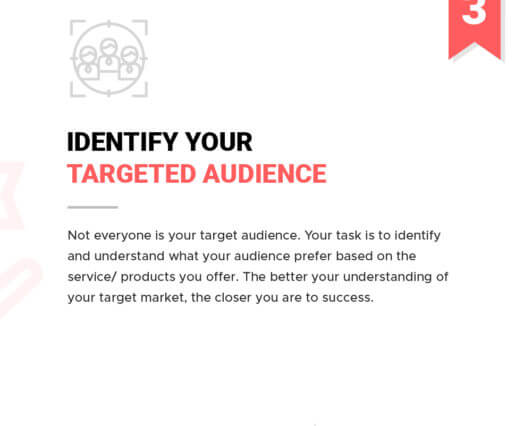 3
IDENTIFY YOUR
TARGETED AUDIENCE
Not everyone is your target audience. Your task is to identify
and understand what your audience prefer based on the
service/ products you offer. The better your understanding of
your target market, the closer you are to success.